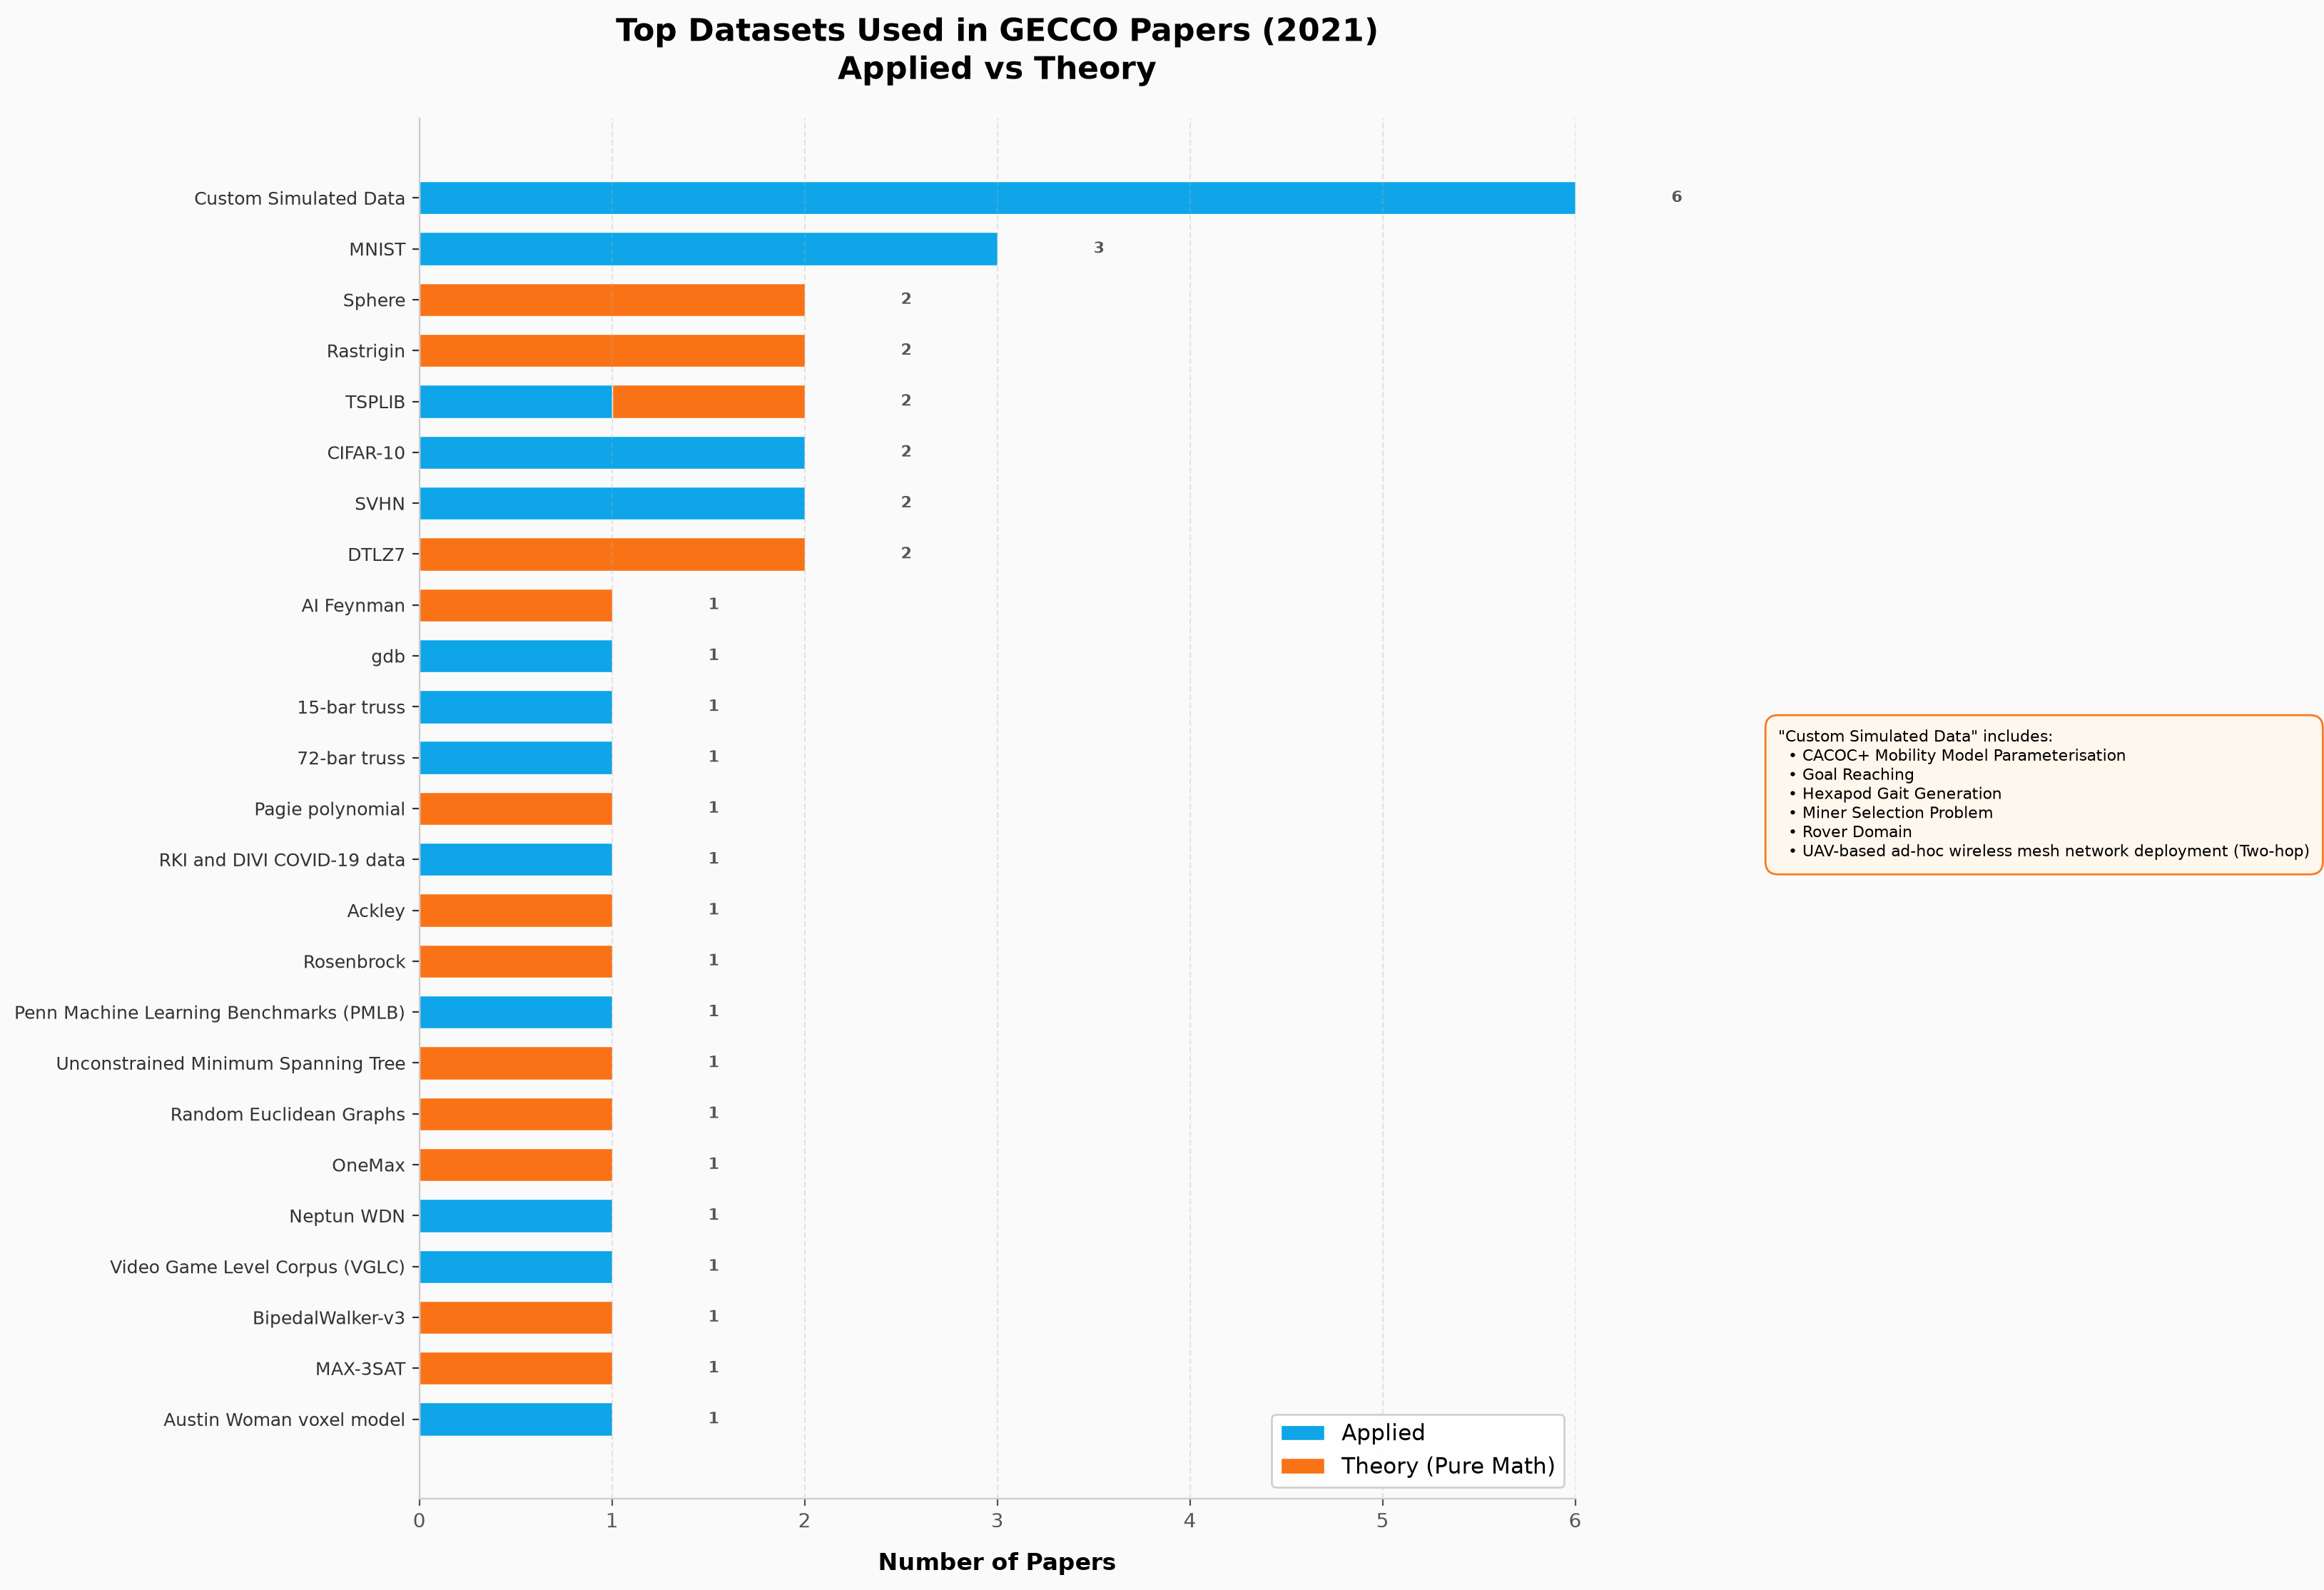 Top Datasets Used in GECCO Papers (2021)
Applied vs Theory
Custom Simulated Data 6
MNIST 3
Sphere 2
Rastrigin 2
TSPLIB 2
CIFAR-10 2
SVHN 2
DTLZ7 2
AI Feynman 1
gdb 1
15-bar truss 1
72-bar truss 1
Pagie polynomial 1
RKI and DIVI COVID-19 data 1
Ackley 1
Rosenbrock 1
Penn Machine Learning Benchmarks (PMLB) 1
Unconstrained Minimum Spanning Tree 1
Random Euclidean Graphs 1
OneMax 1
Neptun WDN 1
Video Game Level Corpus (VGLC) 1
BipedalWalker-v3 1
MAX-3SAT 1
Austin Woman voxel model 1
"Custom Simulated Data" includes:
• CACOC+ Mobility Model Parameterisation
• Goal Reaching
• Hexapod Gait Generation
• Miner Selection Problem
• Rover Domain
• UAV-based ad-hoc wireless mesh network deployment (Two-hop)
Applied
Theory (Pure Math)
0 1 2 3 4 5 6
Number of Papers